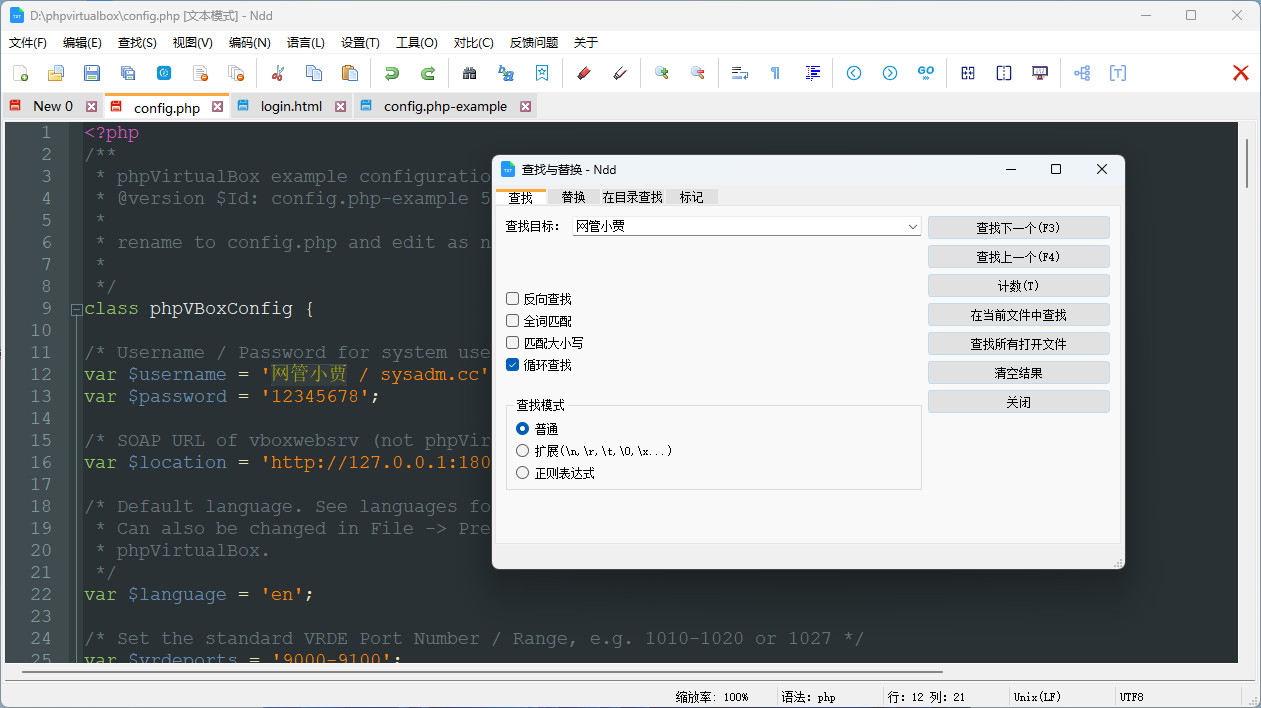 D:\phpvirtualbox\config.php [文本模式] - Ndd
文件(F) 编辑(E) 查找(S) 视图(V) 编码(N) 语言(L) 设置(T) 工具(O) 对比(C) 反馈问题 关于
New 0 config.php login.html config.php-example
1 <?php
2 /**
3 * phpVirtualBox example configuratio
4 * @version $Id: config.php-example 5
5 *
6 * rename to config.php and edit as n
7 *
8 */
9 class phpVBoxConfig {
10
11 /* Username / Password for system use
12 var $username = '网管小贾 / sysadm.cc'
13 var $password = '12345678';
14
15 /* SOAP URL of vboxwebsrv (not phpVir
16 var $location = 'http://127.0.0.1:180
17
18 /* Default language. See languages fo
19 * Can also be changed in File -> Pre
20 * phpVirtualBox.
21 */
22 var $language = 'en';
23
24 /* Set the standard VRDE Port Number / Range, e.g. 1010-1020 or 1027 */
25 var $vrdeports = '9000-9100';
查找与替换 - Ndd
查找 替换 在目录查找 标记
查找目标： 网管小贾
查找下一个(F3)
查找上一个(F4)
计数(T)
在当前文件中查找
查找所有打开文件
清空结果
关闭
反向查找
全词匹配
匹配大小写
循环查找
查找模式
普通
扩展(\n,\r,\t,\0,\x...)
正则表达式
缩放率: 100% 语法: php 行: 12 列: 21 Unix(LF) UTF8